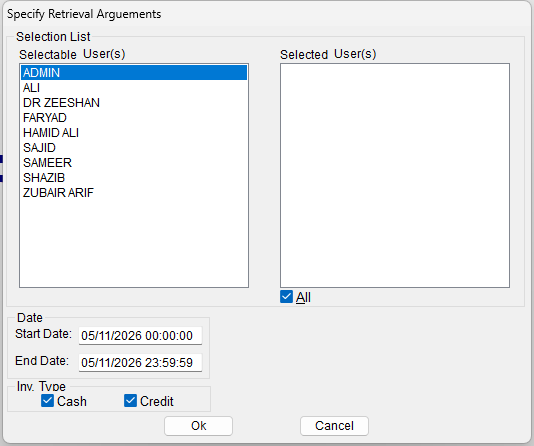 Specify Retrieval Arguements
Selection List
Selectable User(s)
Selected User(s)
ADMIN
ALI
DR ZEESHAN
FARYAD
HAMID ALI
SAJID
SAMEER
SHAZIB
ZUBAIR ARIF
All
Date
Start Date: 05/11/2026 00:00:00
End Date: 05/11/2026 23:59:59
Inv. Type
Cash Credit
Ok Cancel